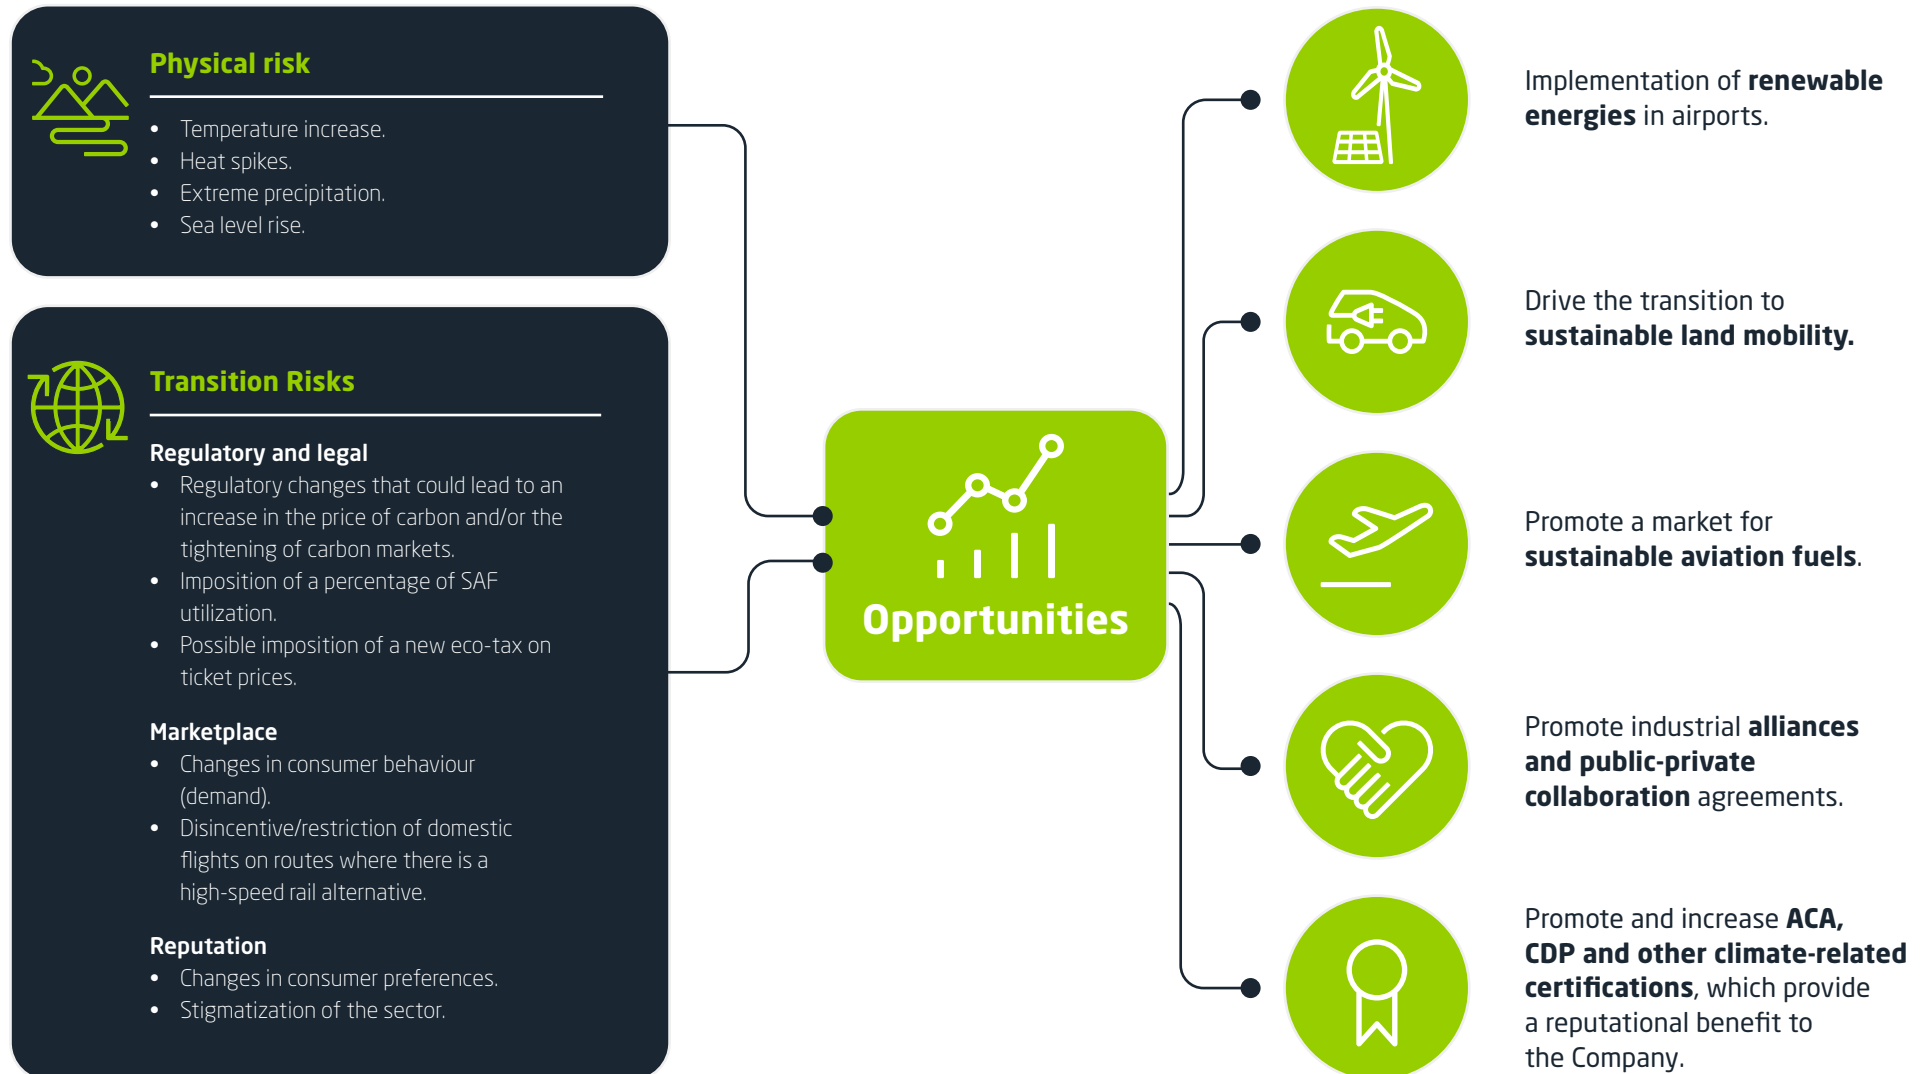 Physical risk
• Temperature increase.
• Heat spikes.
• Extreme precipitation.
• Sea level rise.
Transition Risks
Regulatory and legal
• Regulatory changes that could lead to an
increase in the price of carbon and/or the
tightening of carbon markets.
• Imposition of a percentage of SAF
utilization.
• Possible imposition of a new eco-tax on
ticket prices.
Marketplace
• Changes in consumer behaviour
(demand).
• Disincentive/restriction of domestic
flights on routes where there is a
high-speed rail alternative.
Reputation
• Changes in consumer preferences.
• Stigmatization of the sector.
Opportunities
Implementation of renewable
energies in airports.
Drive the transition to
sustainable land mobility.
Promote a market for
sustainable aviation fuels.
Promote industrial alliances
and public-private
collaboration agreements.
Promote and increase ACA,
CDP and other climate-related
certifications, which provide
a reputational benefit to
the Company.